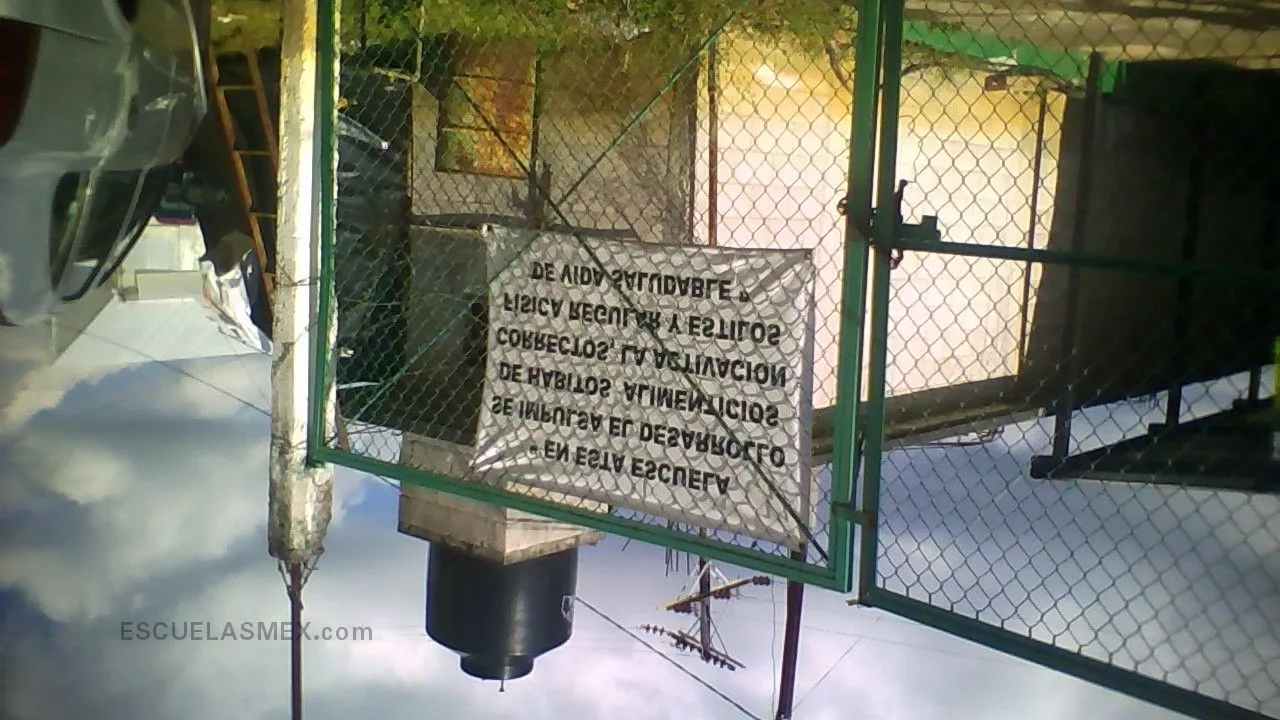 " EN ESTA ESCUELA
SE IMPULSA EL DESARROLLO
DE HABITOS ALIMENTICIOS
CORRECTOS, LA ACTIVACION
FISICA REGULAR Y ESTILOS
DE VIDA SALUDABLE "
ESCUELASMEX.com